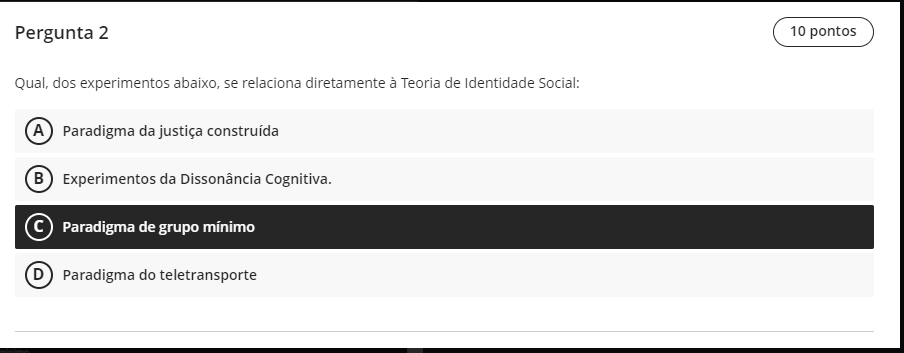 Pergunta 2
10 pontos
Qual, dos experimentos abaixo, se relaciona diretamente à Teoria de Identidade Social:
A Paradigma da justiça construída
B Experimentos da Dissonância Cognitiva.
C Paradigma de grupo mínimo
D Paradigma do teletransporte